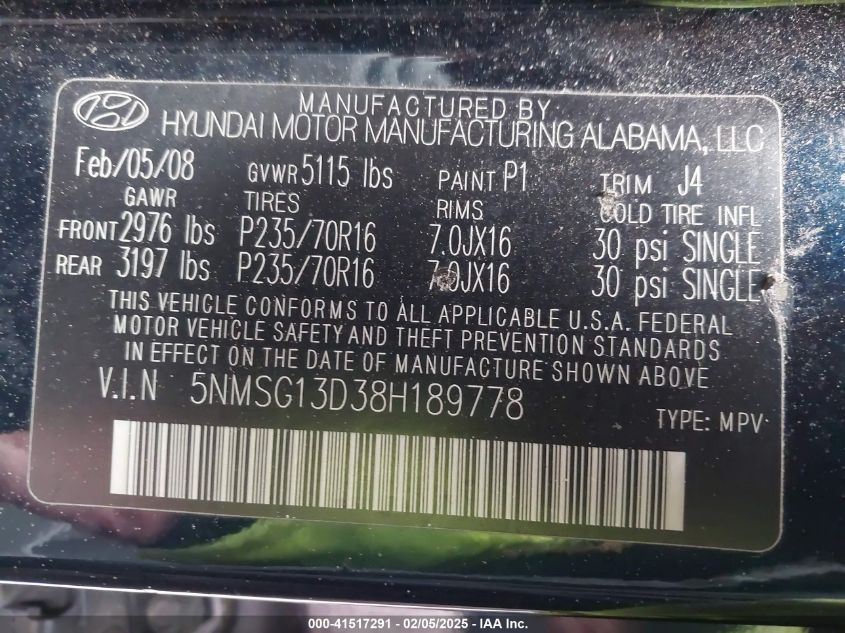 MANUFACTURED BY
HYUNDAI MOTOR MANUFACTURING ALABAMA, LLC
Feb/05/08 GVWR 5115 lbs PAINT P1 TRIM J4
GAWR TIRES RIMS COLD TIRE INFL
FRONT 2976 lbs P235/70R16 7.0JX16 30 psi SINGLE
REAR 3197 lbs P235/70R16 7.0JX16 30 psi SINGLE
THIS VEHICLE CONFORMS TO ALL APPLICABLE U.S.A. FEDERAL
MOTOR VEHICLE SAFETY AND THEFT PREVENTION STANDARDS
IN EFFECT ON THE DATE OF MANUFACTURE SHOWN ABOVE
V.I.N 5NMSG13D38H189778
TYPE: MPV
000-41517291 - 02/05/2025 - IAA Inc.